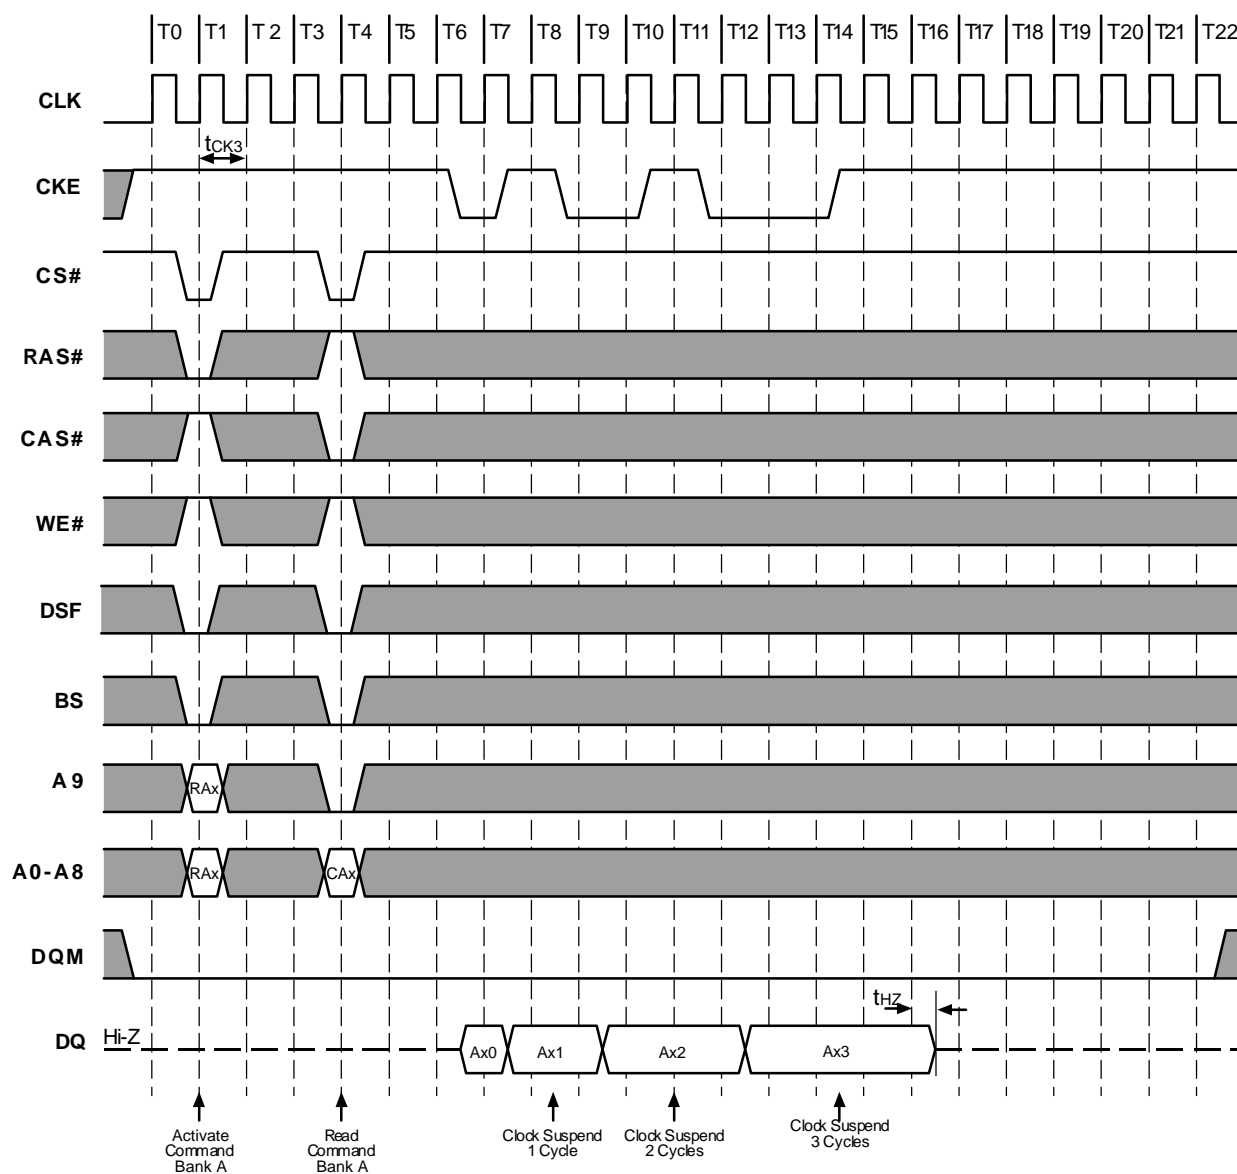 T0 T1 T2 T3 T4 T5 T6 T7 T8 T9 T10 T11 T12 T13 T14 T15 T16 T17 T18 T19 T20 T21 T22
CLK
tCK3
CKE
CS#
RAS#
CAS#
WE#
DSF
BS
A9
RAx
A0-A8
RAx
CAx
DQM
tHZ
DQ
Hi-Z
Ax0
Ax1
Ax2
Ax3
Activate
Command
Bank A
Read
Command
Bank A
Clock Suspend
1 Cycle
Clock Suspend
2 Cycles
Clock Suspend
3 Cycles